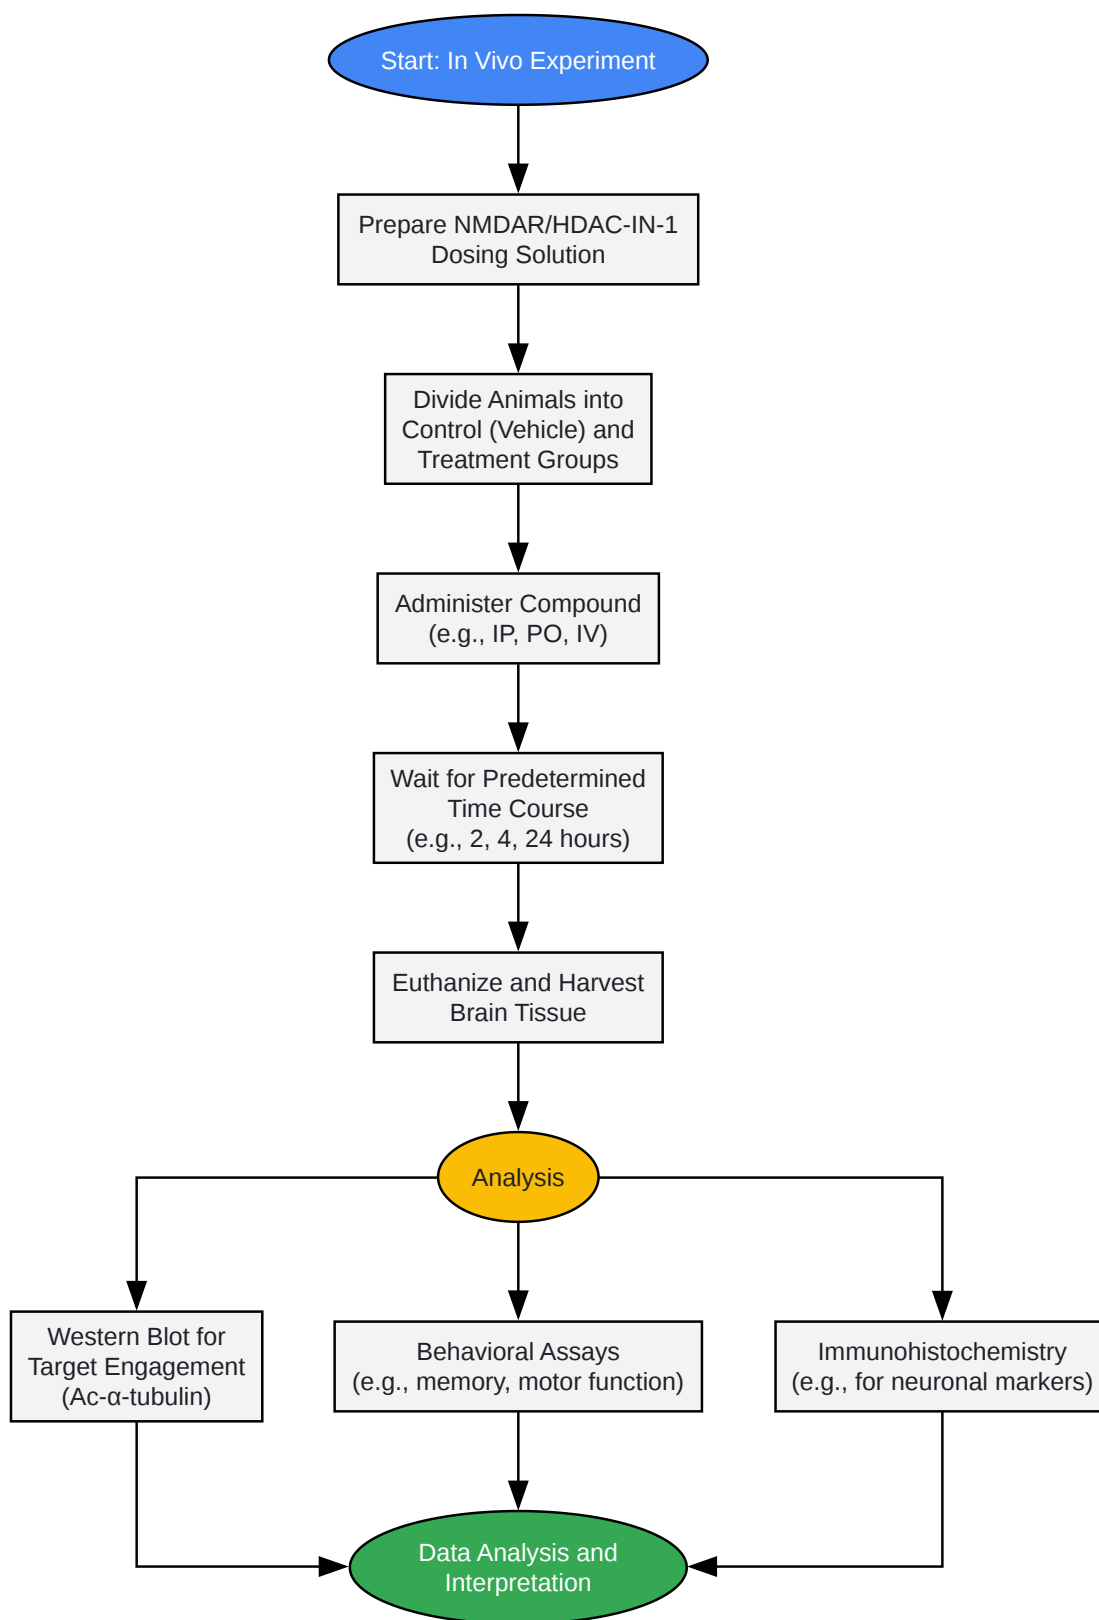 Start: In Vivo Experiment
Prepare NMDAR/HDAC-IN-1
Dosing Solution
Divide Animals into
Control (Vehicle) and
Treatment Groups
Administer Compound
(e.g., IP, PO, IV)
Wait for Predetermined
Time Course
(e.g., 2, 4, 24 hours)
Euthanize and Harvest
Brain Tissue
Analysis
Western Blot for
Target Engagement
(Ac-α-tubulin)
Behavioral Assays
(e.g., memory, motor function)
Immunohistochemistry
(e.g., for neuronal markers)
Data Analysis and
Interpretation